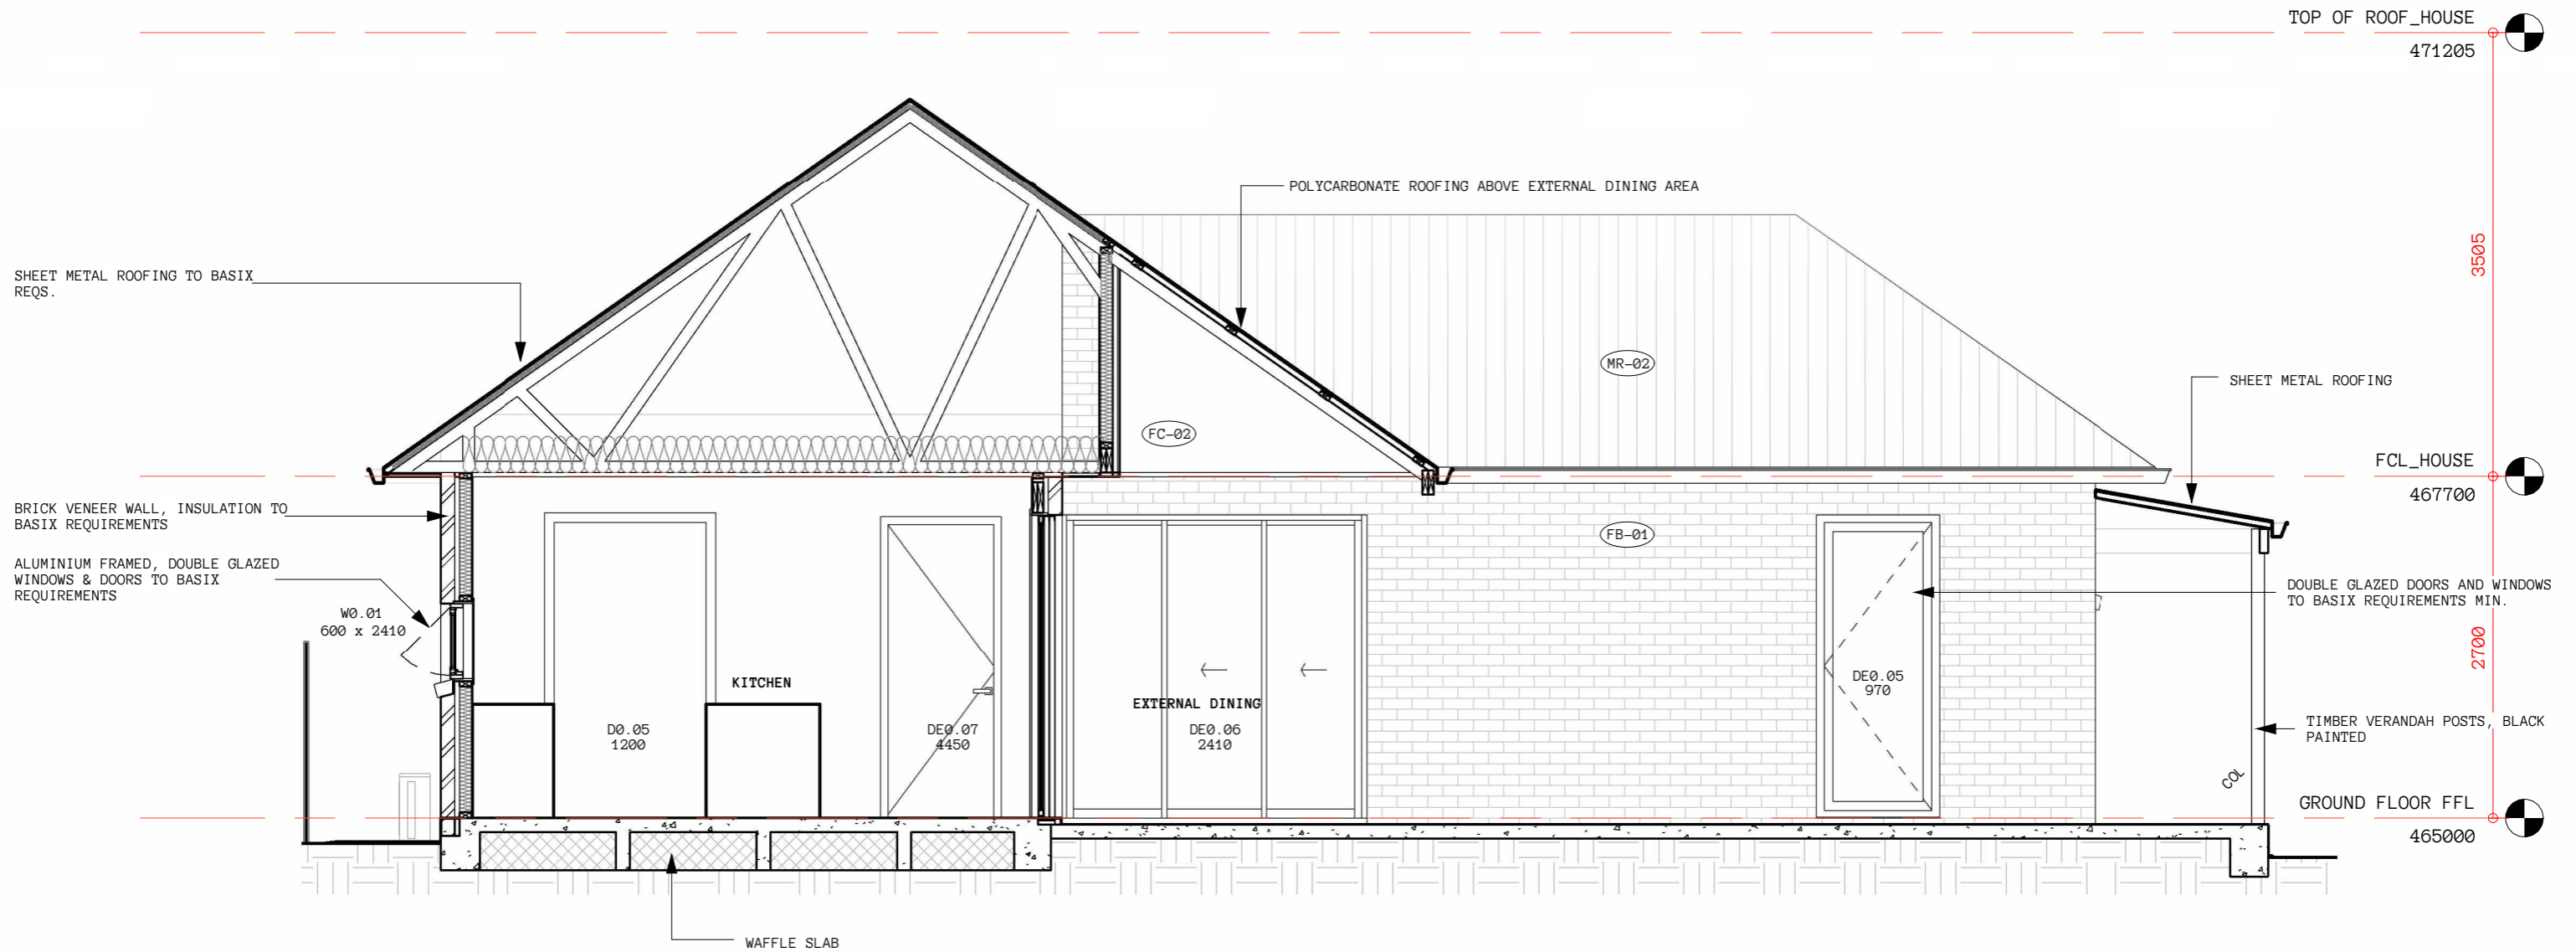 TOP OF ROOF_HOUSE
471205
POLYCARBONATE ROOFING ABOVE EXTERNAL DINING AREA
3505
SHEET METAL ROOFING TO BASIX
REQS.
MR-02
SHEET METAL ROOFING
FC-02
FCL_HOUSE
467700
BRICK VENEER WALL, INSULATION TO
BASIX REQUIREMENTS
FB-01
ALUMINIUM FRAMED, DOUBLE GLAZED
WINDOWS & DOORS TO BASIX
REQUIREMENTS
W0.01
600 x 2410
DOUBLE GLAZED DOORS AND WINDOWS
TO BASIX REQUIREMENTS MIN.
2700
KITCHEN
DE0.05
970
EXTERNAL DINING
D0.05
1200
DE0.07
4450
DE0.06
2410
TIMBER VERANDAH POSTS, BLACK
PAINTED
COL
GROUND FLOOR FFL
465000
WAFFLE SLAB